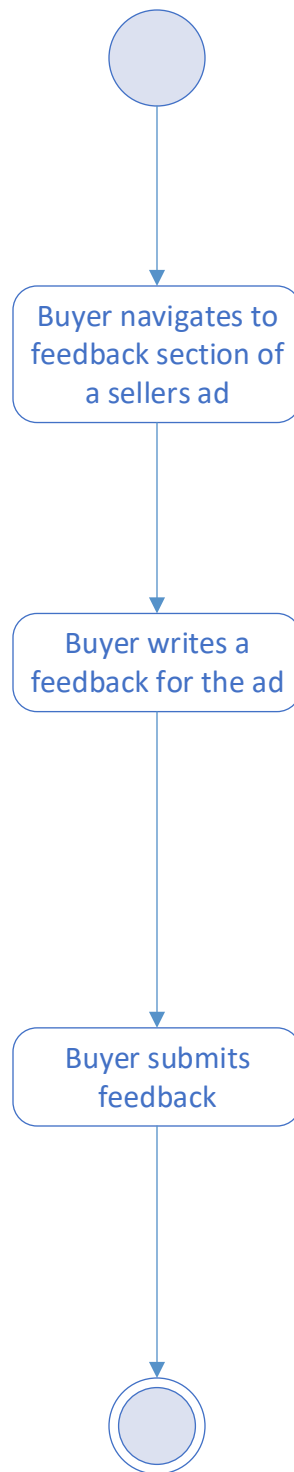 Buyer navigates to
feedback section of
a sellers ad
Buyer writes a
feedback for the ad
Buyer submits
feedback